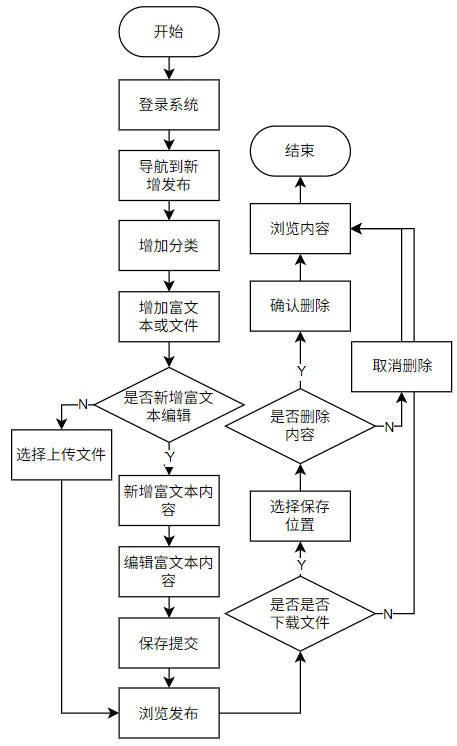 开始
登录系统
导航到新
增发布
增加分类
增加富文
本或文件
是否新增富文
本编辑
N
选择上传文件
Y
新增富文本内
容
编辑富文本内
容
保存提交
浏览发布
是否是否
下载文件
N
Y
选择保存
位置
是否删除
内容
N
取消删除
Y
确认删除
浏览内容
结束